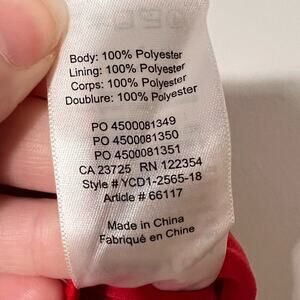 Body: 100% Polyester
Lining: 100% Polyester
Corps: 100% Polyester
Doublure: 100% Polyester
PO 4500081349
PO 4500081350
PO 4500081351
CA 23725 RN 122354
Style # YCD1-2565-18
Article # 66117
Made in China
Fabriqué en Chine